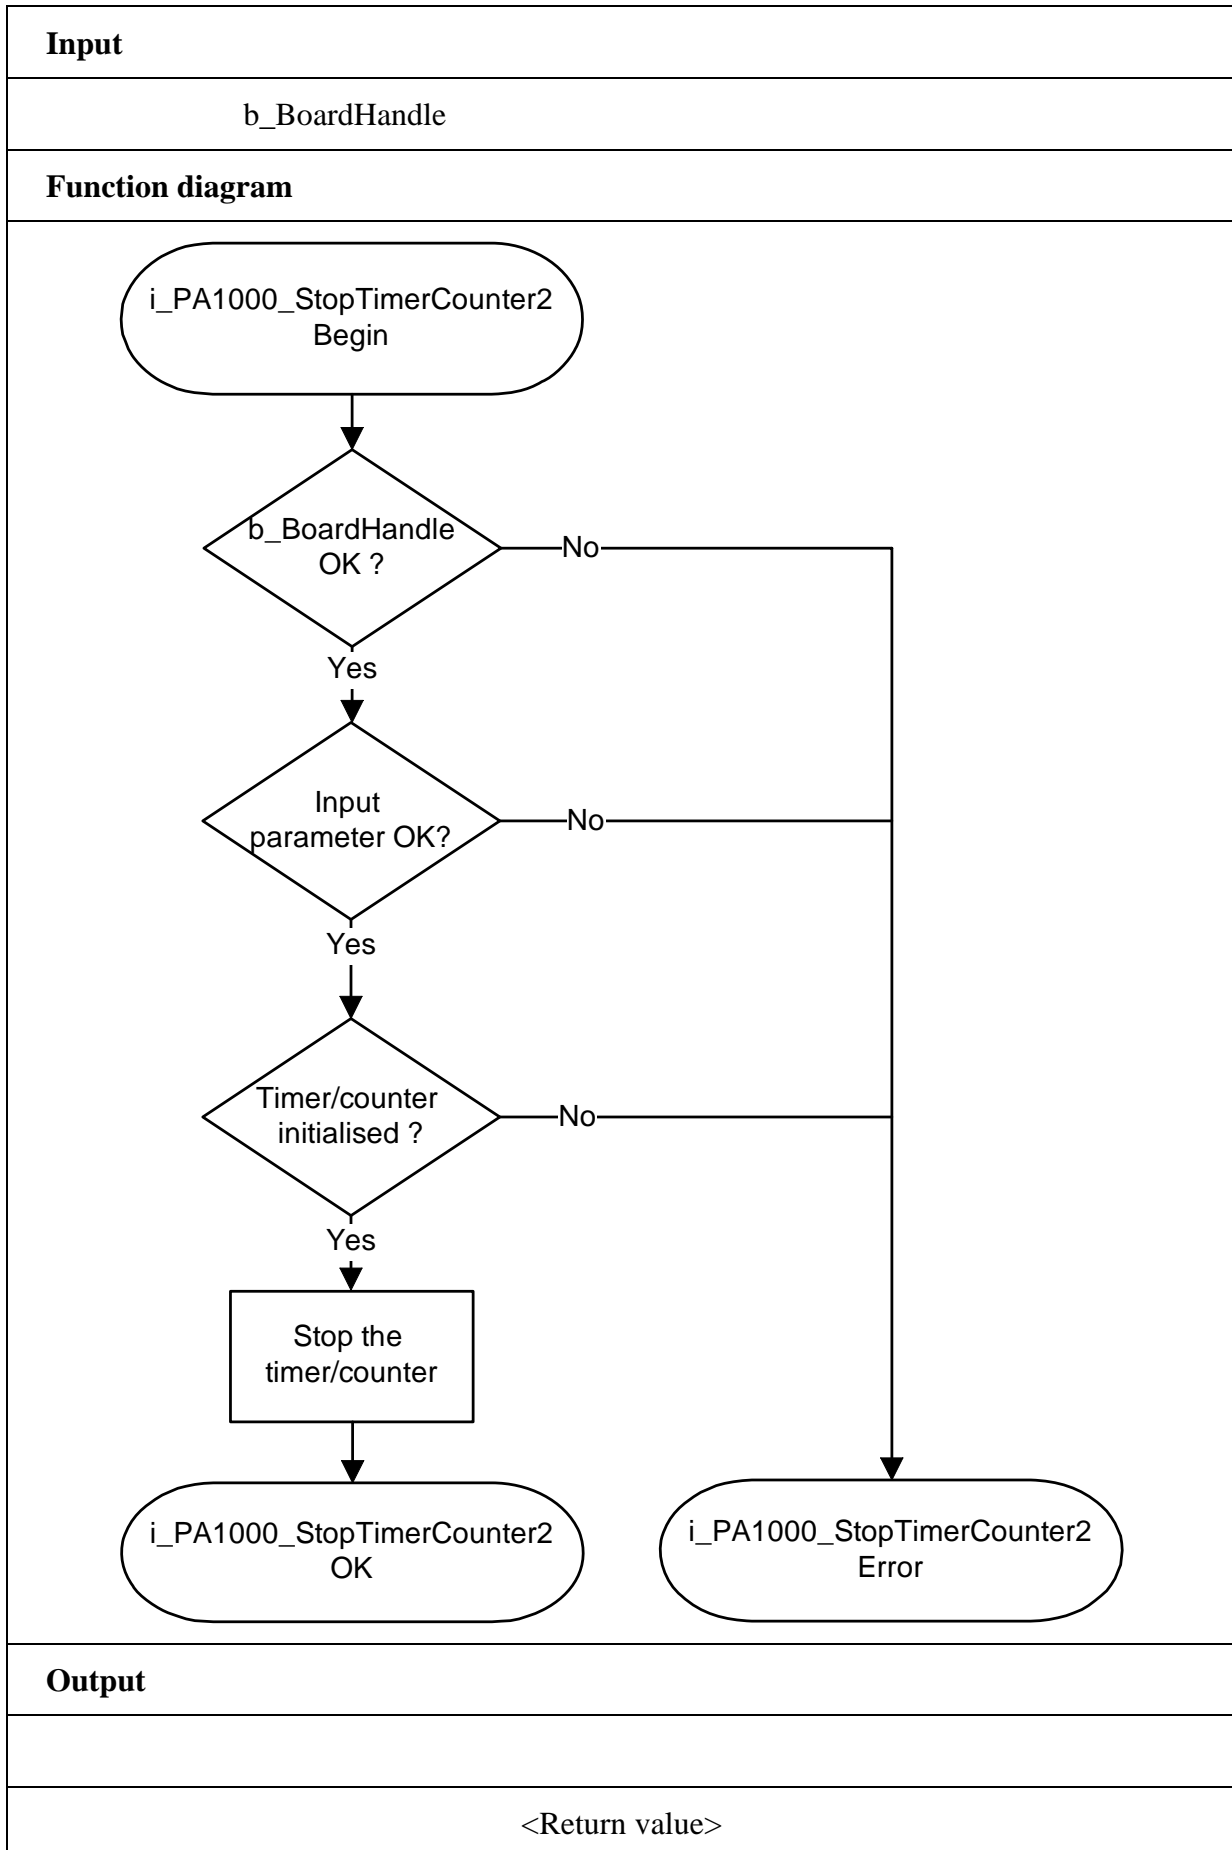 Input
b_BoardHandle
Function diagram
i_PA1000_StopTimerCounter2
Begin
b_BoardHandle
OK ?
No
Yes
Input
parameter OK?
No
Yes
Timer/counter
initialised ?
No
Yes
Stop the
timer/counter
i_PA1000_StopTimerCounter2
OK
i_PA1000_StopTimerCounter2
Error
Output
<Return value>